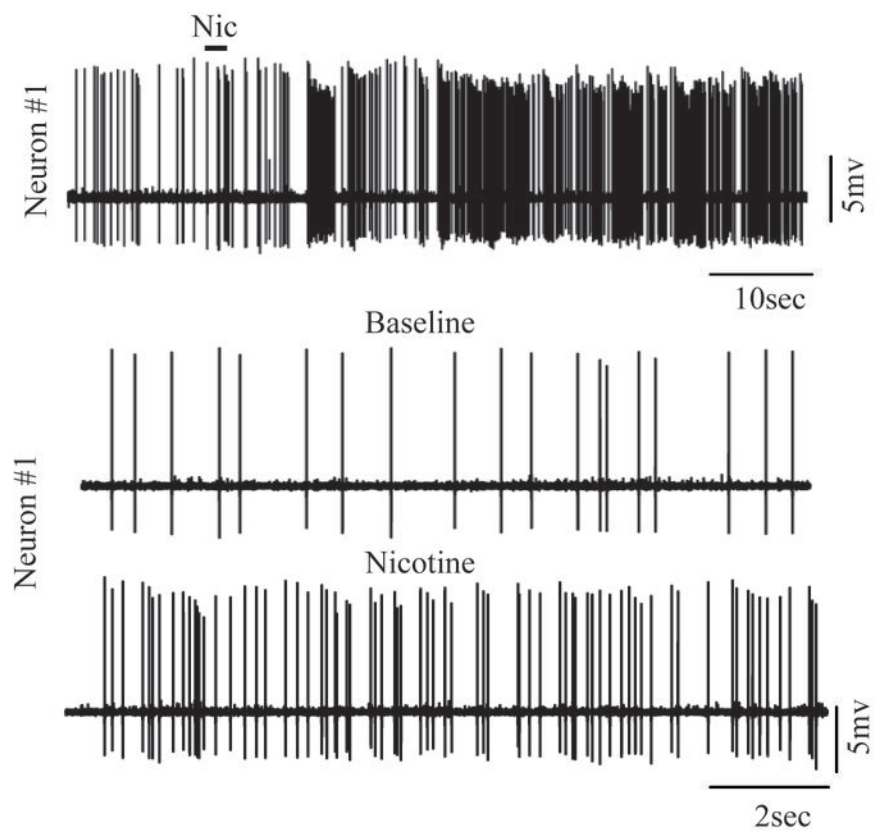 Nic
Neuron #1
5mv
10sec
Baseline
Neuron #1
Nicotine
5mv
2sec